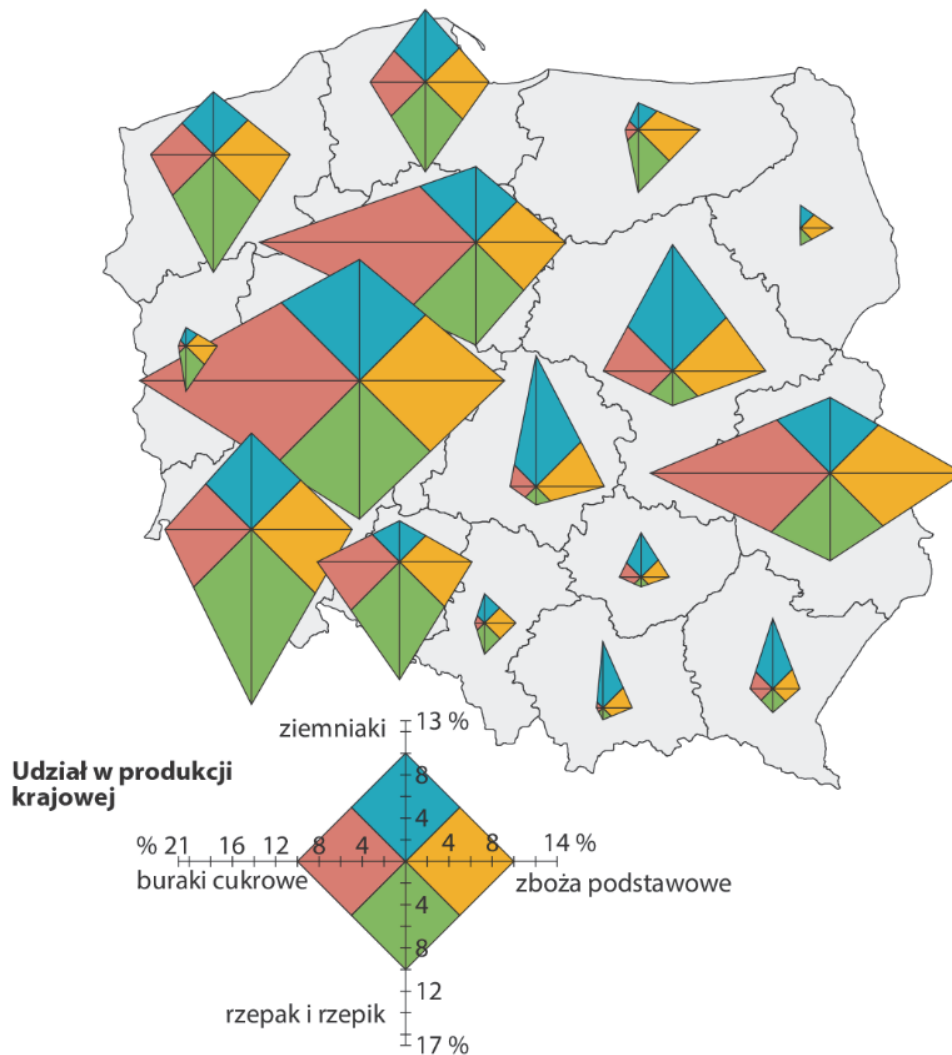 ziemniaki
13 %
Udział w produkcji
krajowej
8
4
% 21 16 12 8 4 4 8 14 %
buraki cukrowe
zboża podstawowe
4
8
12
rzepak i rzepik
17 %